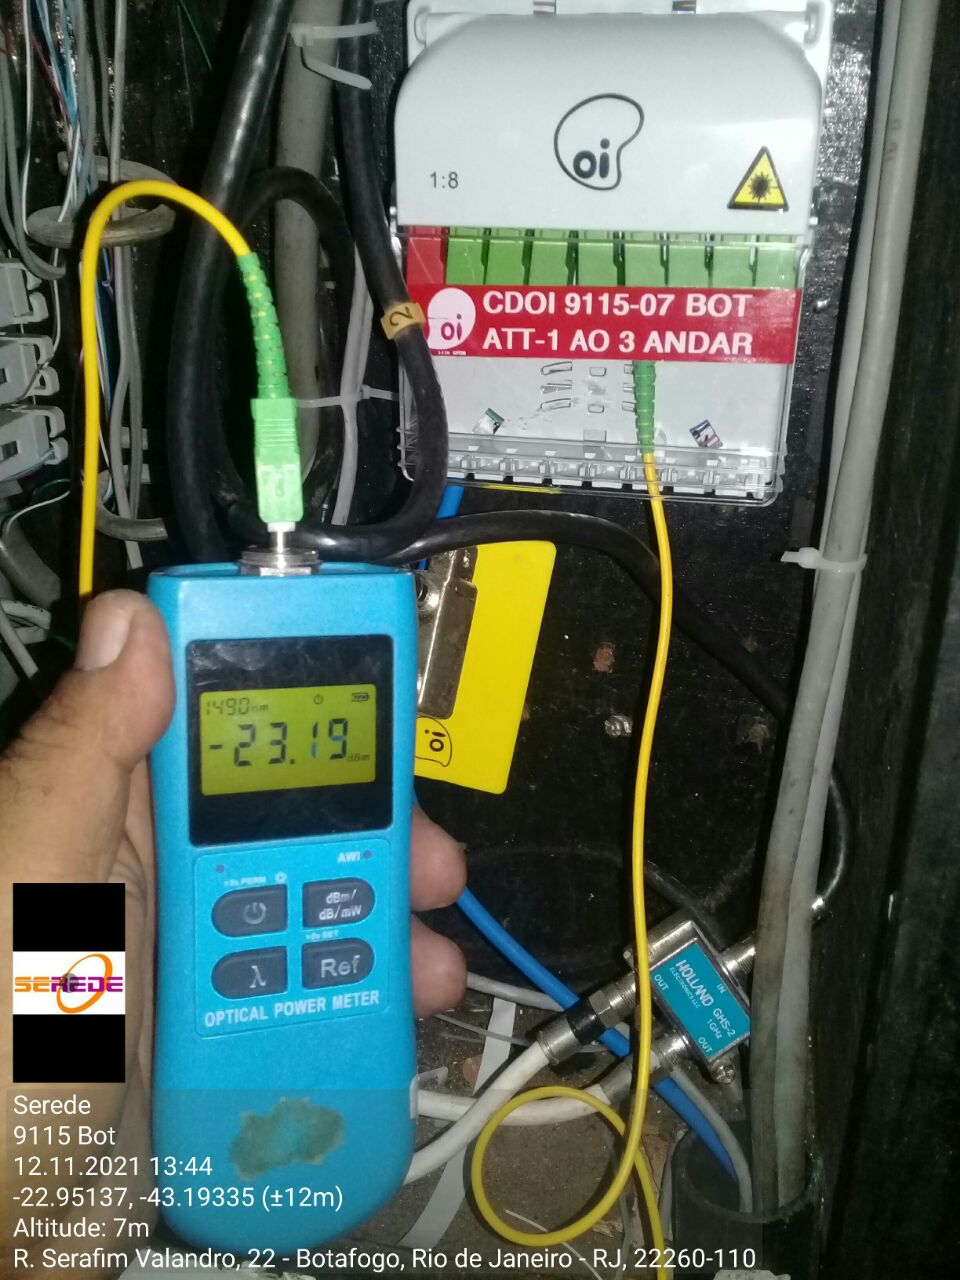 oi
1:8
oi
CDOI 9115-07 BOT
ATT-1 AO 3 ANDAR
2
1490nm
-23.19
dBm
oi
AWI
dBm/
dB/mW
λ
Ref
OPTICAL POWER METER
HOLLAND
ELECTRONICS LLC
GHS-2
1GHz
IN
OUT
OUT
SEREDE
Serede
9115 Bot
12.11.2021 13:44
-22.95137, -43.19335 (±12m)
Altitude: 7m
R. Serafim Valandro, 22 - Botafogo, Rio de Janeiro - RJ, 22260-110